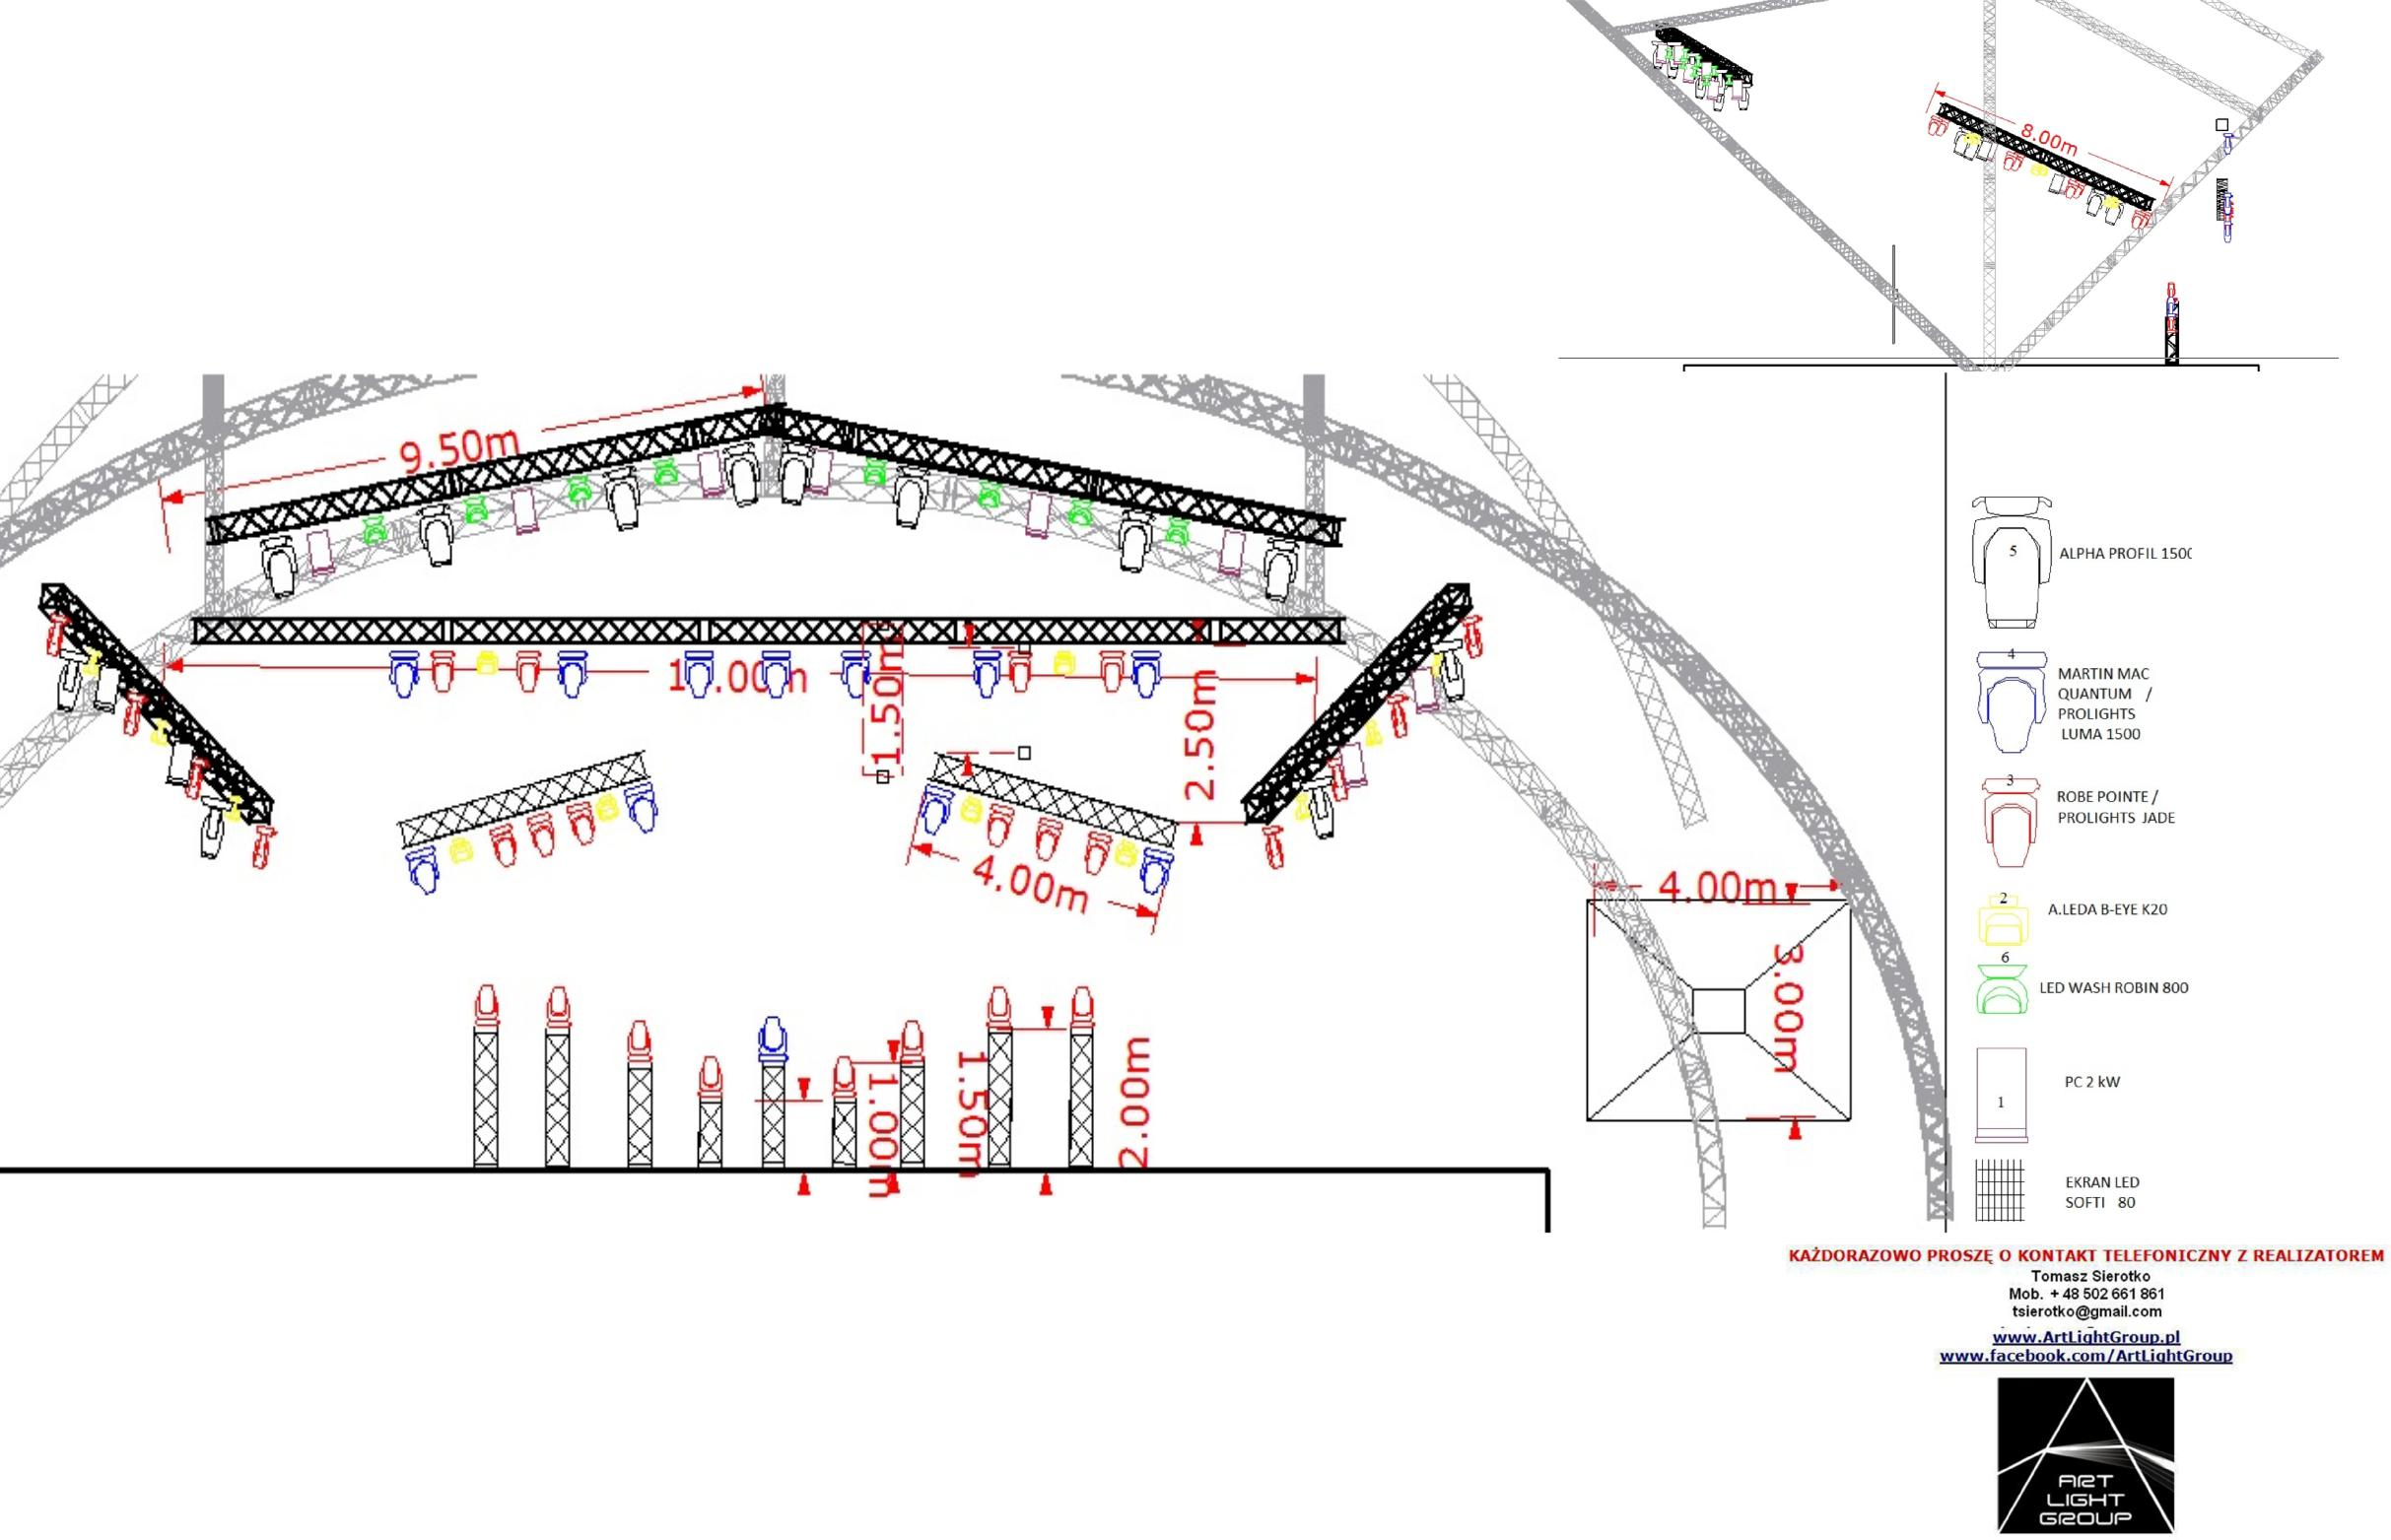 8.00m
9.50m
1 .00m
1.50m
2.50m
4.00m
4.00m
3.00m
1.00m
1.50m
2.00m
5
ALPHA PROFIL 1500
4
MARTIN MAC
QUANTUM /
PROLIGHTS
LUMA 1500
3
ROBE POINTE /
PROLIGHTS JADE
2
A.LEDA B-EYE K20
6
LED WASH ROBIN 800
1
PC 2 kW
EKRAN LED
SOFTI 80
KAŻDORAZOWO PROSZĘ O KONTAKT TELEFONICZNY Z REALIZATOREM
Tomasz Sierotko
Mob. + 48 502 661 861
tsierotko@gmail.com
www.ArtLightGroup.pl
www.facebook.com/ArtLightGroup
ART
LIGHT
GROUP